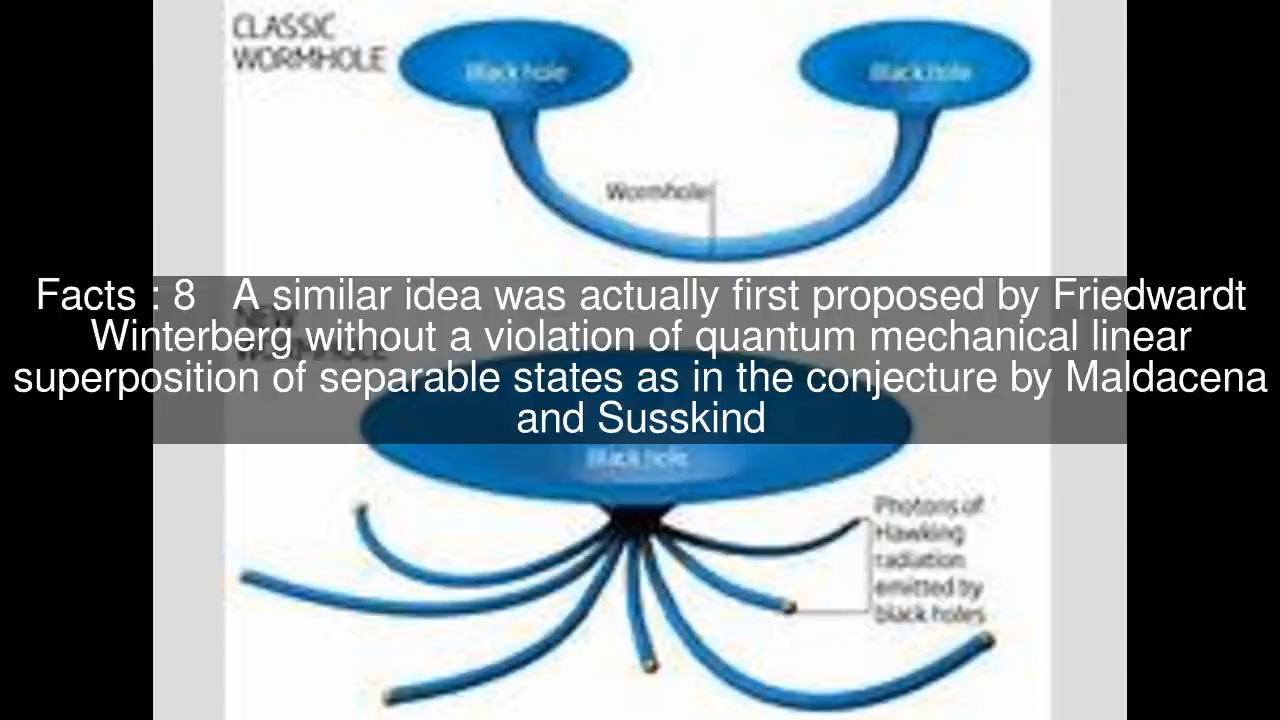 CLASSIC
WORMHOLE
Black hole
Black hole
Wormhole
Facts : 8 A similar idea was actually first proposed by Friedwardt
Winterberg without a violation of quantum mechanical linear
superposition of separable states as in the conjecture by Maldacena
and Susskind
Black hole
Photons of
Hawking
radiation
emitted by
black holes